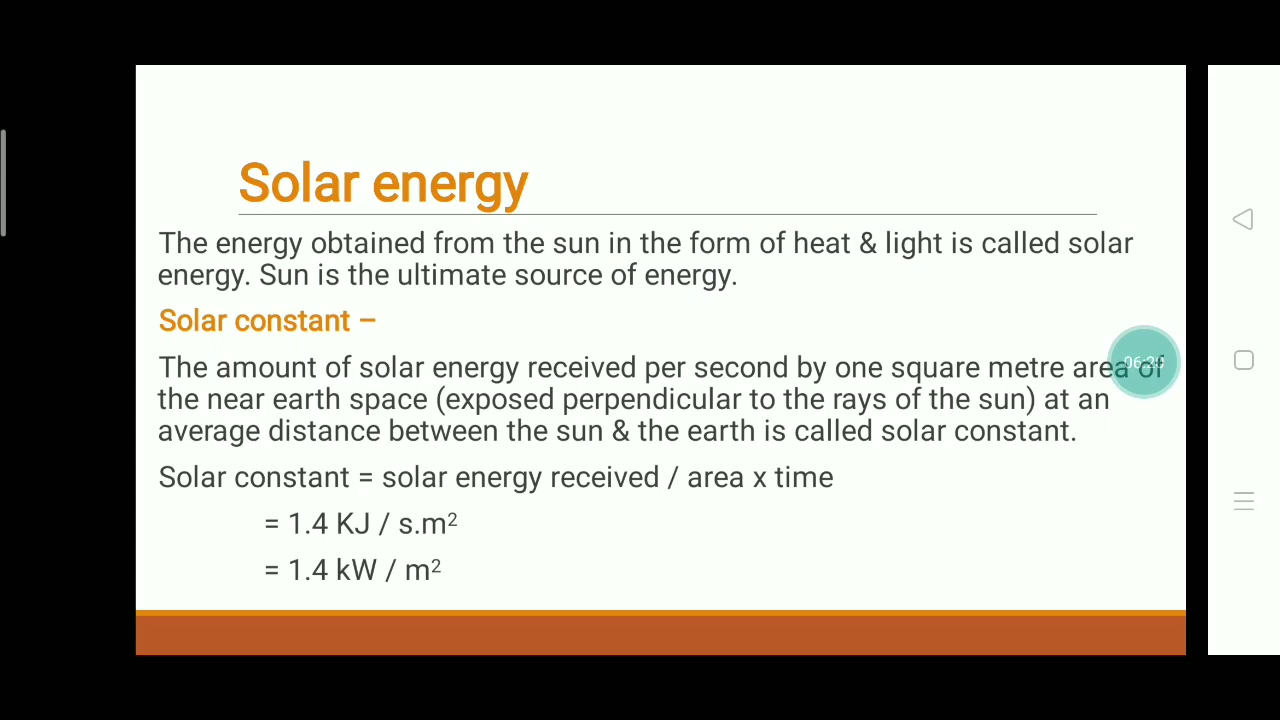 Solar energy
The energy obtained from the sun in the form of heat & light is called solar
energy. Sun is the ultimate source of energy.
Solar constant –
The amount of solar energy received per second by one square metre area of
the near earth space (exposed perpendicular to the rays of the sun) at an
average distance between the sun & the earth is called solar constant.
Solar constant = solar energy received / area x time
= 1.4 KJ / s.m²
= 1.4 kW / m²